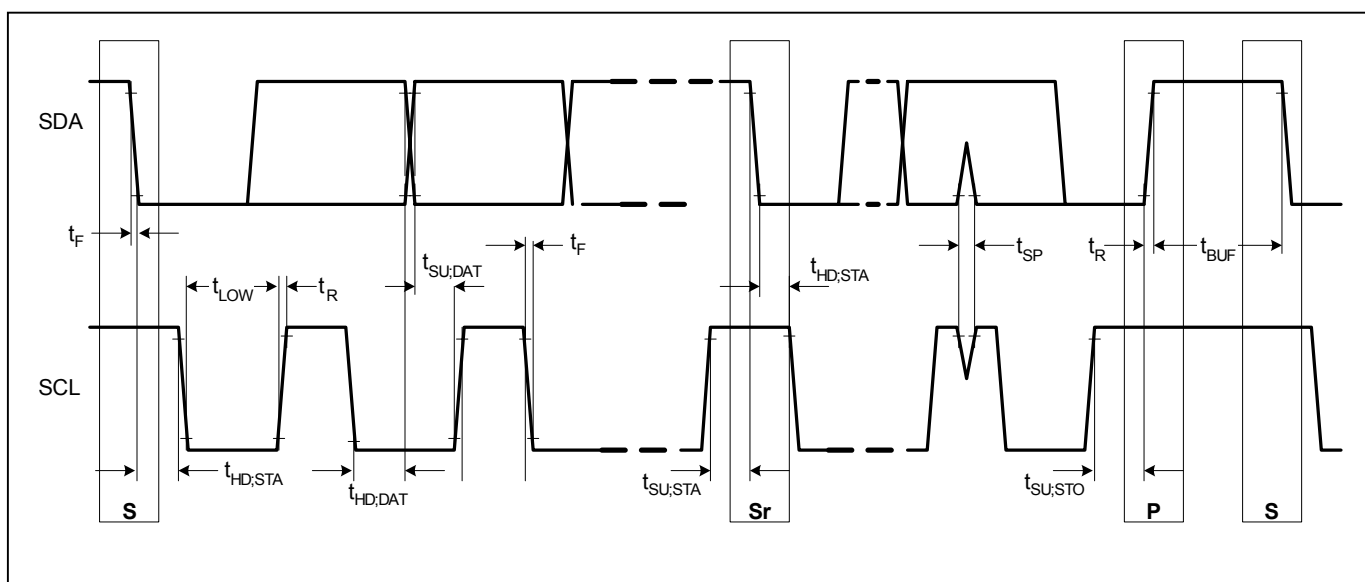 SDA
tF
tLOW
tR
tSU;DAT
tF
tHD;STA
tSP
tR
tBUF
SCL
tHD;STA
tHD;DAT
tSU;STA
tSU;STO
S
Sr
P
S